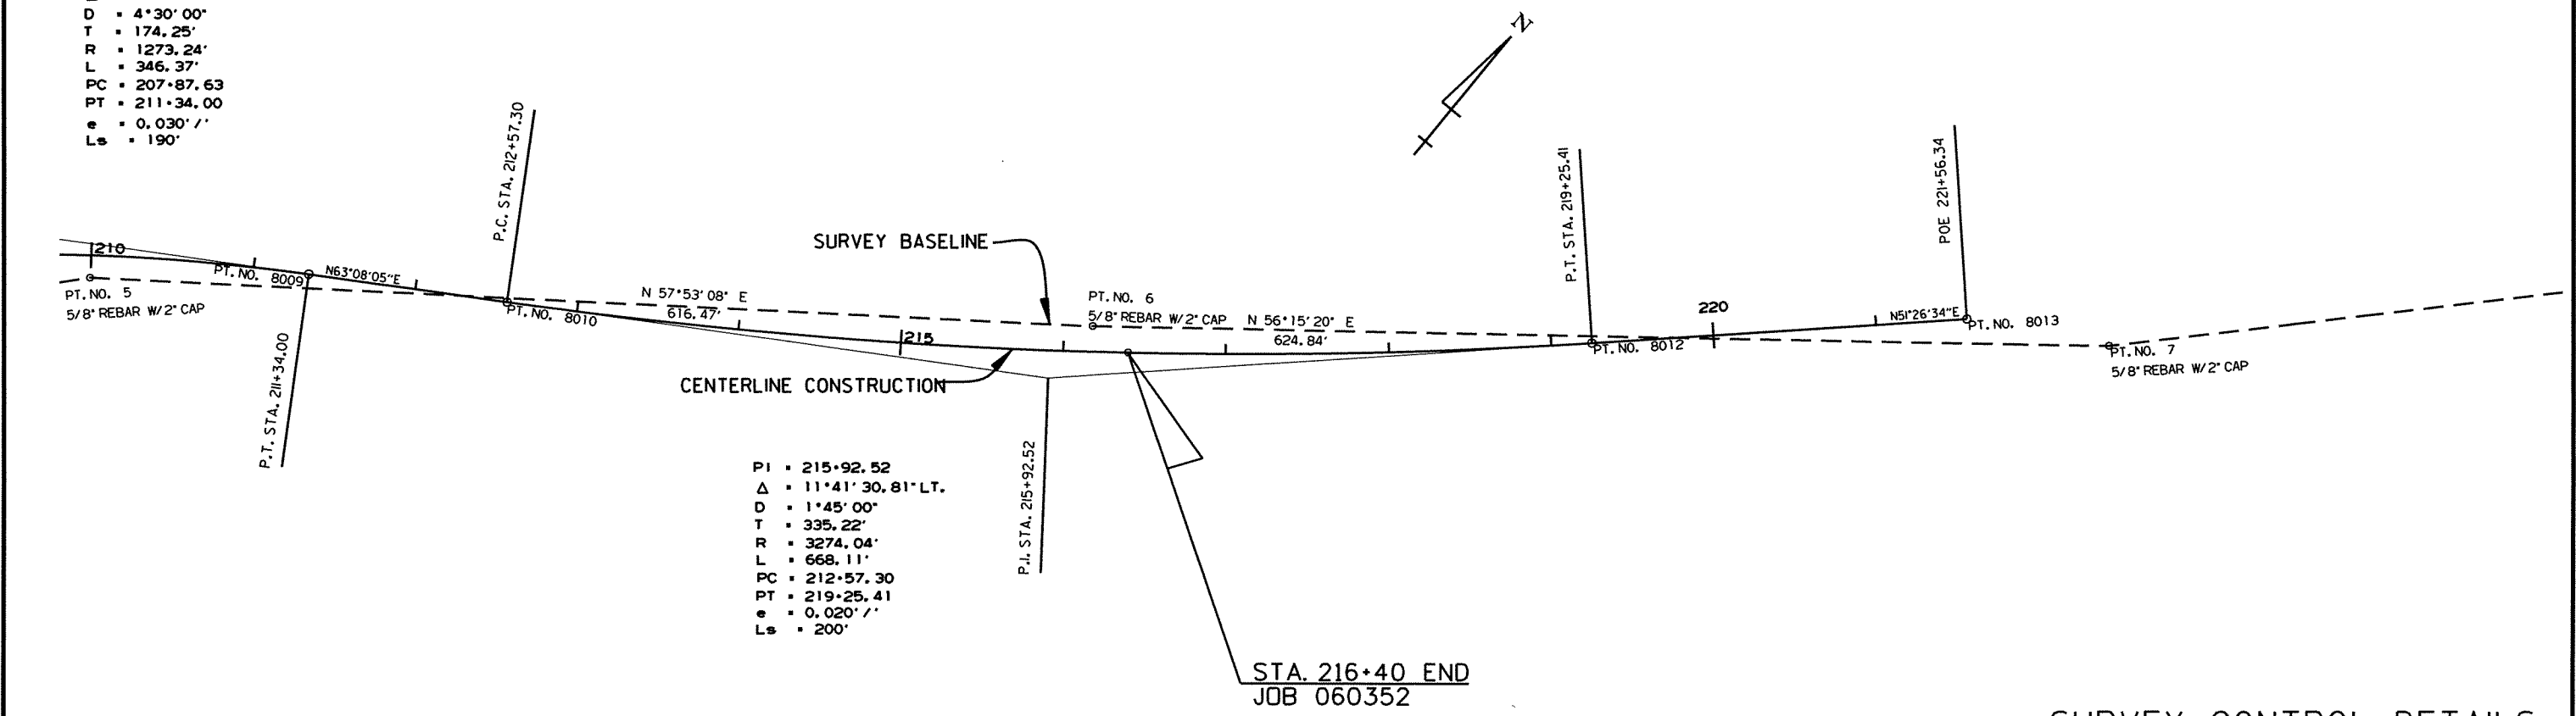 D = 4°30'00"
T = 174.25'
R = 1273.24'
L = 346.37'
PC = 207+87.63
PT = 211+34.00
e = 0.030'/'
Ls = 190'
N
P.C. STA. 212+57.30
P.T. STA. 219+25.41
POE 221+56.34
SURVEY BASELINE
210
PT. NO. 8009
N63°08'05"E
PT. NO. 5
5/8" REBAR W/2" CAP
P.T. STA. 211+34.00
PT. NO. 8010
N 57°53'08" E
616.47'
PT. NO. 6
5/8" REBAR W/2" CAP
N 56°15'20" E
624.84'
215
220
N51°26'34"E
PT. NO. 8013
PT. NO. 8012
PT. NO. 7
5/8" REBAR W/2" CAP
CENTERLINE CONSTRUCTION
P.I. STA. 215+92.52
PI = 215+92.52
Δ = 11°41'30.81" LT.
D = 1°45'00"
T = 335.22'
R = 3274.04'
L = 668.11'
PC = 212+57.30
PT = 219+25.41
e = 0.020'/'
Ls = 200'
STA. 216+40 END
JOB 060352
SURVEY CONTROL DETAILS